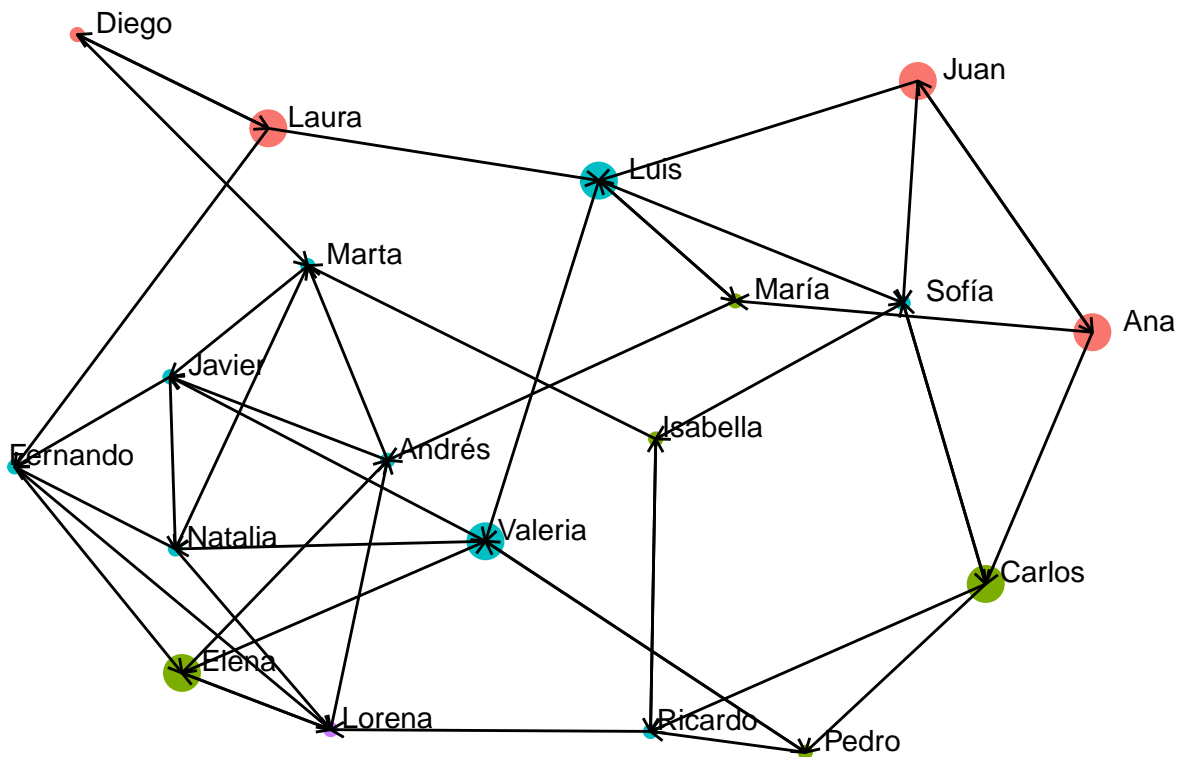 Diego
Juan
Laura
Luis
Marta
María
Sofía
Ana
Javier
Isabella
Andrés
Fernando
Natalia
Valeria
Carlos
Elena
Lorena
Ricardo
Pedro